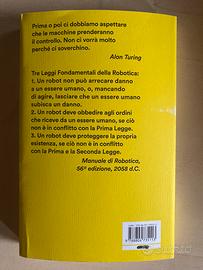 Prima o poi ci dobbiamo aspettare
che le macchine prenderanno
il controllo. Non ci vorrà molto
perché ci soverchino.
Alan Turing
Tre Leggi Fondamentali della Robotica:
1. Un robot non può arrecare danno
a un essere umano, o, mancando
di agire, lasciare che un essere umano
subisca un danno.
2. Un robot deve obbedire agli ordini
che riceve da un essere umano, se ciò
non è in conflitto con la Prima Legge.
3. Un robot deve proteggere la propria
esistenza, se ciò non è in conflitto
con la Prima e la Seconda Legge.
Manuale di Robotica,
56ª edizione, 2058 d.C.